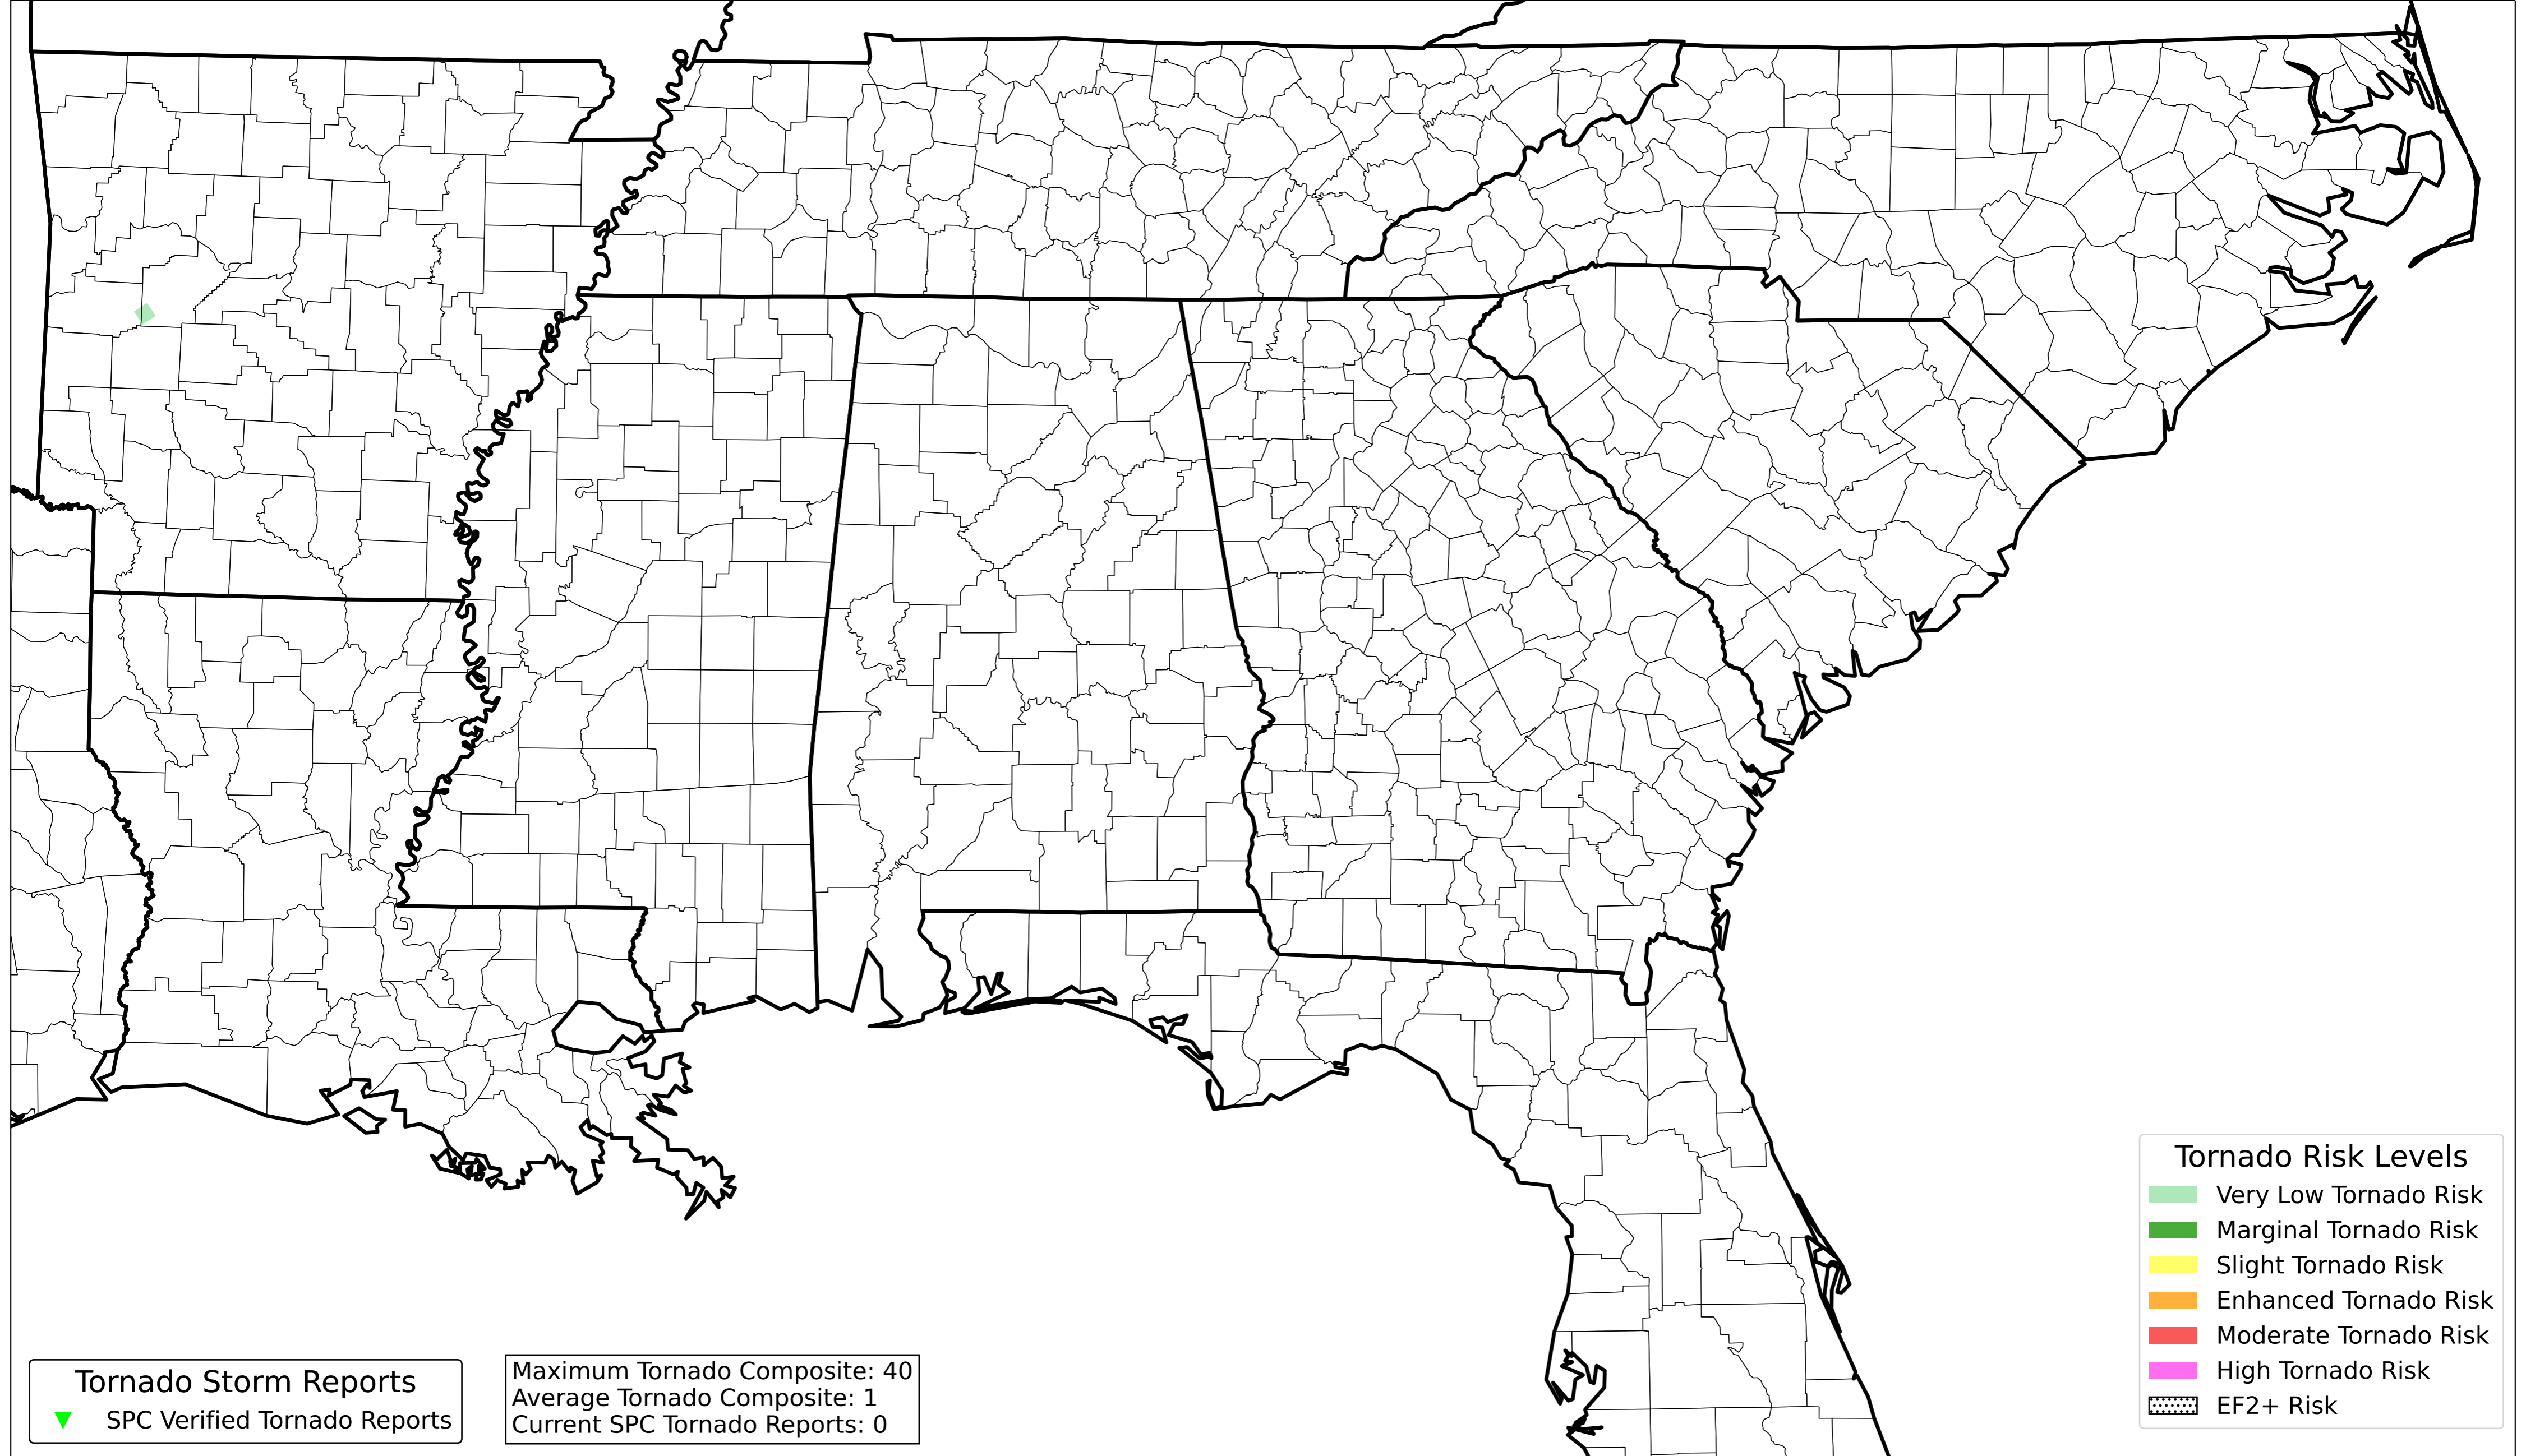 Tornado Risk Levels
Very Low Tornado Risk
Marginal Tornado Risk
Slight Tornado Risk
Enhanced Tornado Risk
Moderate Tornado Risk
High Tornado Risk
EF2+ Risk
Tornado Storm Reports
SPC Verified Tornado Reports
Maximum Tornado Composite: 40
Average Tornado Composite: 1
Current SPC Tornado Reports: 0